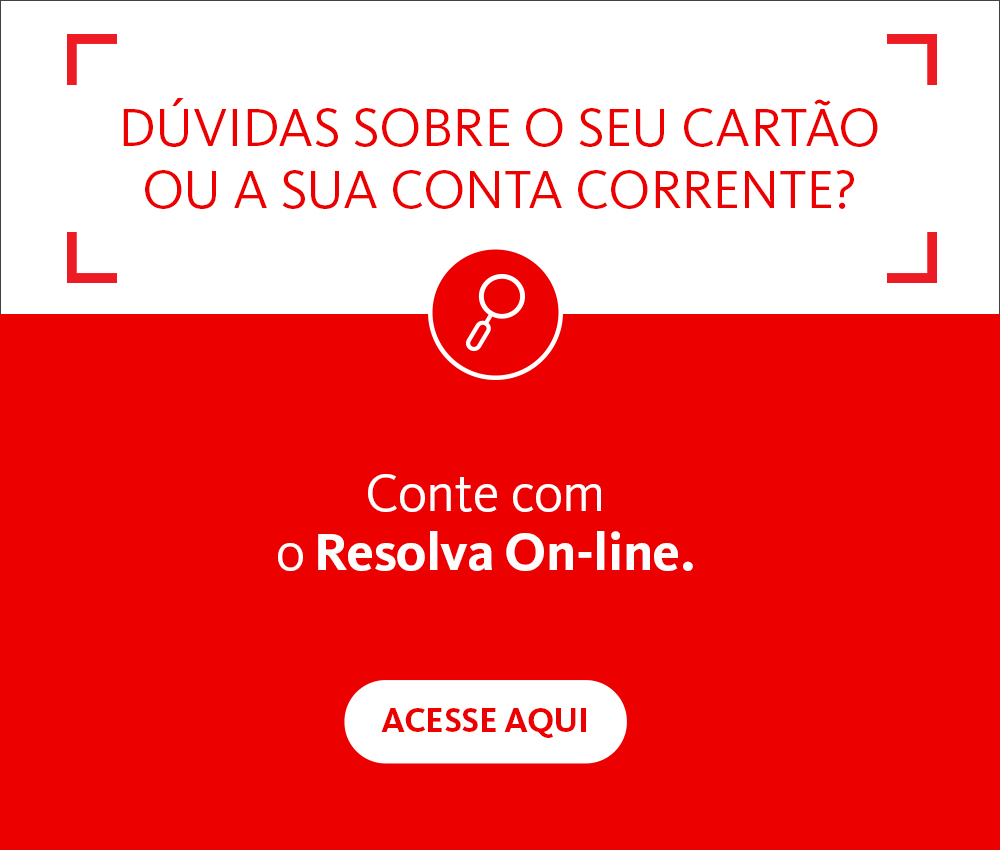 DÚVIDAS SOBRE O SEU CARTÃO
OU A SUA CONTA CORRENTE?
Conte com
o Resolva On-line.
ACESSE AQUI